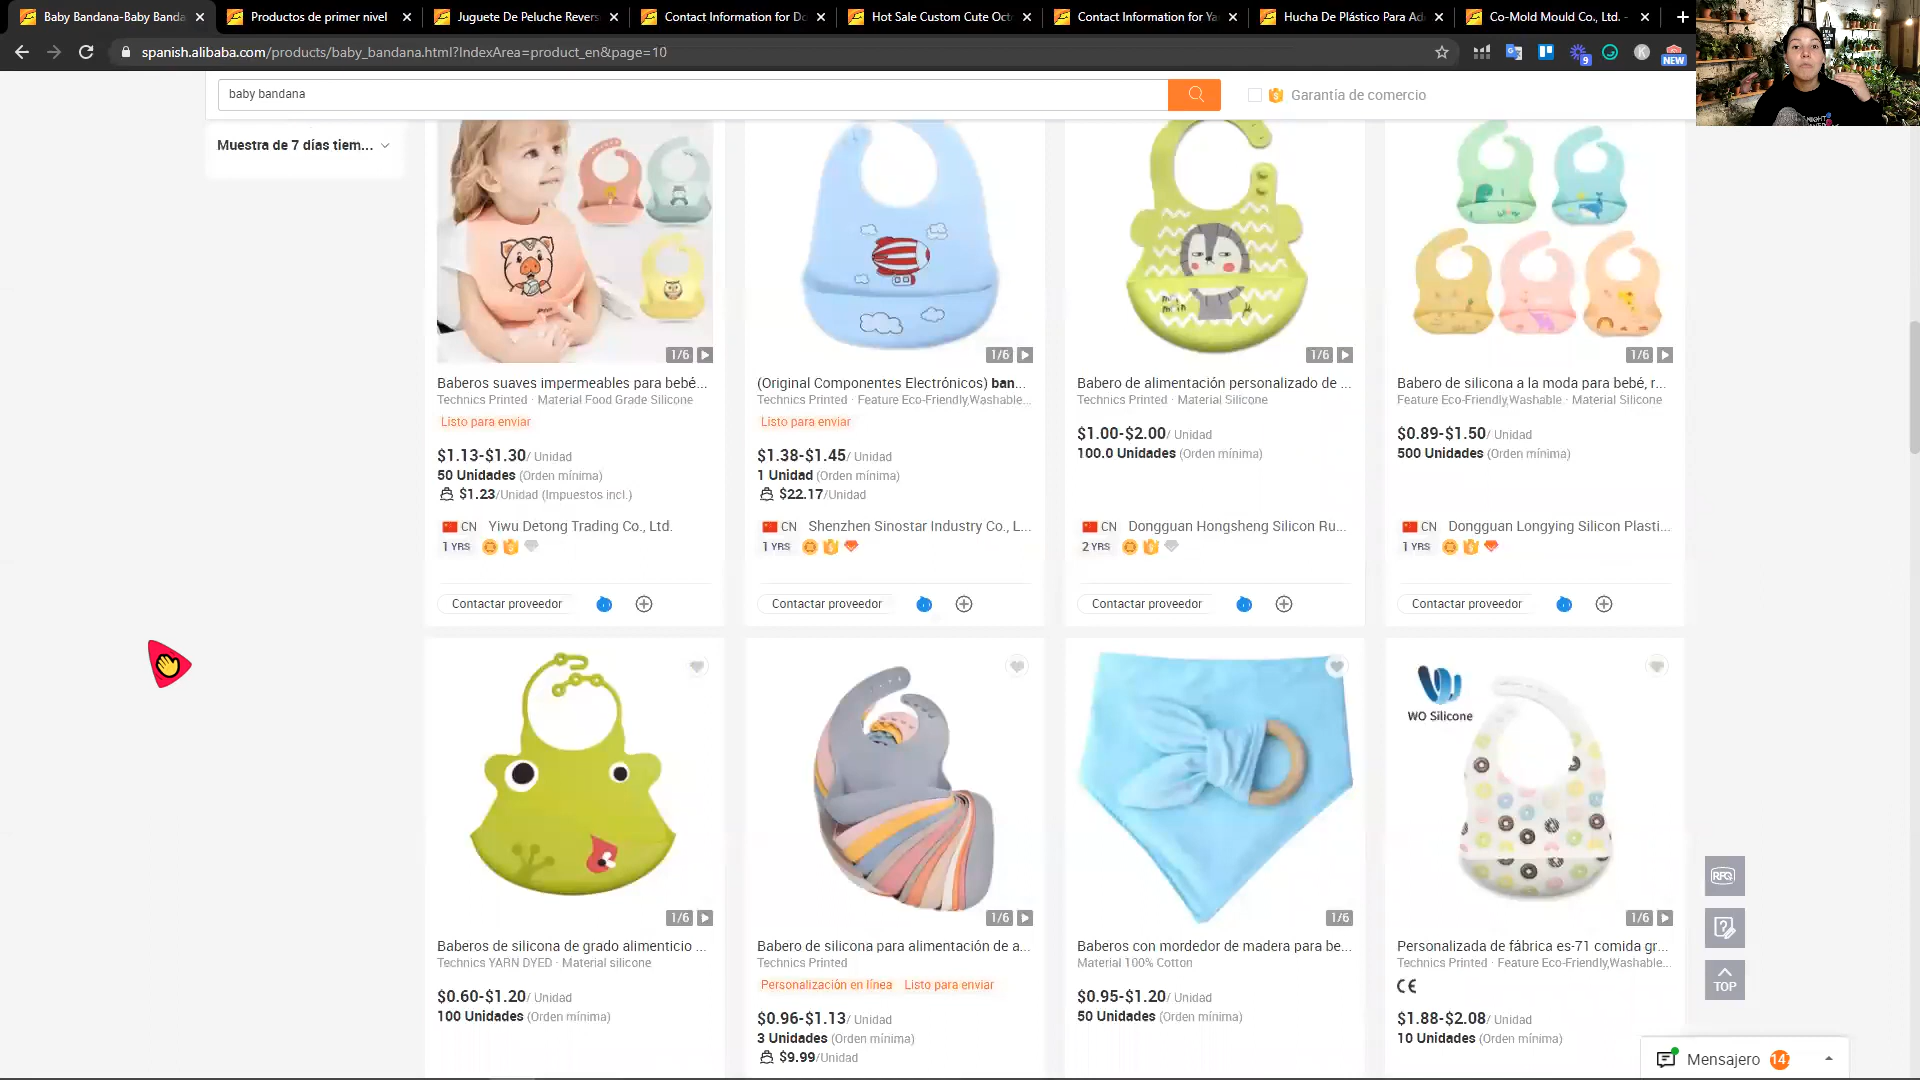 Baby Bandana-Baby Banda
Productos de primer nivel
Juguete De Peluche Revers
Contact Information for Do
Hot Sale Custom Cute Oct
Contact Information for Ya
Hucha De Plástico Para Ad
Co-Mold Mould Co., Ltd. -
spanish.alibaba.com/products/baby_bandana.html?IndexArea=product_en&page=10
9
K
NEW
baby bandana
Garantía de comercio
Muestra de 7 días tiem...
1/6
1/6
1/6
1/6
Baberos suaves impermeables para bebé...
Technics Printed · Material Food Grade Silicone
Listo para enviar
$1.13-$1.30/ Unidad
50 Unidades (Orden mínima)
$1.23/Unidad (Impuestos incl.)
CN Yiwu Detong Trading Co., Ltd.
1 YRS
Contactar proveedor
(Original Componentes Electrónicos) ban...
Technics Printed · Feature Eco-Friendly,Washable...
Listo para enviar
$1.38-$1.45/ Unidad
1 Unidad (Orden mínima)
$22.17/Unidad
CN Shenzhen Sinostar Industry Co., L...
1 YRS
Contactar proveedor
Babero de alimentación personalizado de ...
Technics Printed · Material Silicone
$1.00-$2.00/ Unidad
100.0 Unidades (Orden mínima)
CN Dongguan Hongsheng Silicon Ru...
2 YRS
Contactar proveedor
Babero de silicona a la moda para bebé, r...
Feature Eco-Friendly,Washable · Material Silicone
$0.89-$1.50/ Unidad
500 Unidades (Orden mínima)
CN Dongguan Longying Silicon Plasti...
1 YRS
Contactar proveedor
WO Silicone
1/6
1/6
1/6
1/6
Baberos de silicona de grado alimenticio ...
Technics YARN DYED · Material silicone
$0.60-$1.20/ Unidad
100 Unidades (Orden mínima)
Babero de silicona para alimentación de a...
Technics Printed
Personalización en línea Listo para enviar
$0.96-$1.13/ Unidad
3 Unidades (Orden mínima)
$9.99/Unidad
Baberos con mordedor de madera para be...
Material 100% Cotton
$0.95-$1.20/ Unidad
50 Unidades (Orden mínima)
Personalizada de fábrica es-71 comida gr...
Technics Printed · Feature Eco-Friendly,Washable...
CE
$1.88-$2.08/ Unidad
10 Unidades (Orden mínima)
RFQ
TOP
Mensajero 14